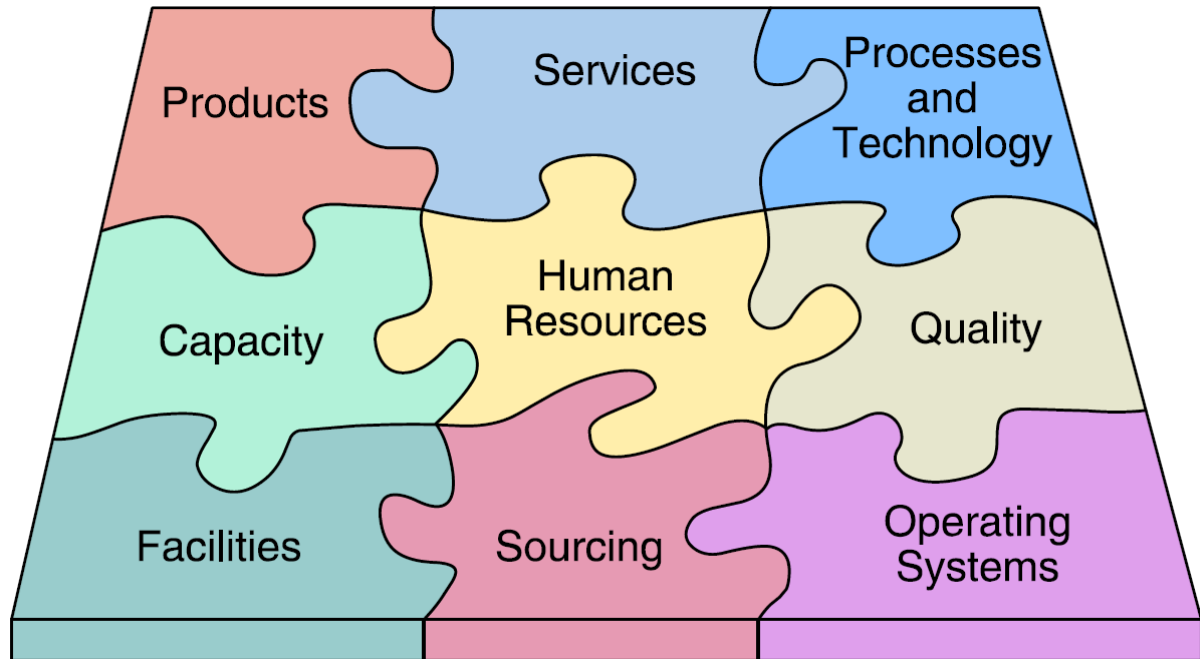 Products
Services
Processes
and
Technology
Capacity
Human
Resources
Quality
Facilities
Sourcing
Operating
Systems